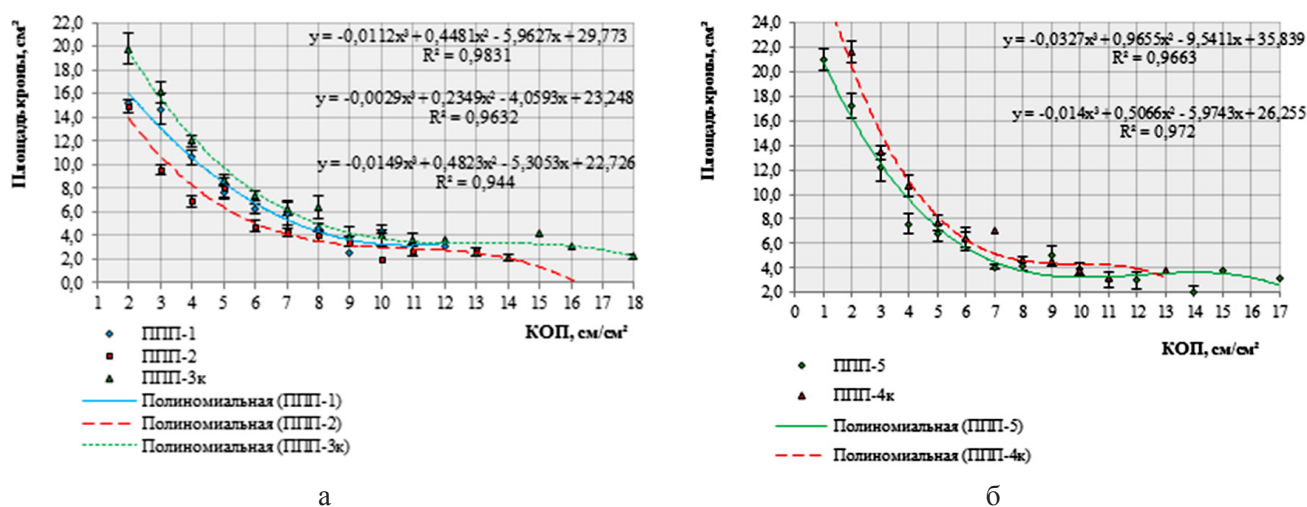 Площадь кроны, см²
22,0
20,0
18,0
16,0
14,0
12,0
10,0
8,0
6,0
4,0
2,0
0,0
y = -0,0112x³ + 0,4481x² - 5,9627x + 29,773
R² = 0,9831
y = -0,0029x³ + 0,2349x² - 4,0593x + 23,248
R² = 0,9632
y = -0,0149x³ + 0,4823x² - 5,3053x + 22,726
R² = 0,944
1 2 3 4 5 6 7 8 9 10 11 12 13 14 15 16 17 18
КОП, см/см²
ППП-1
ППП-2
ППП-3к
Полиномиальная (ППП-1)
Полиномиальная (ППП-2)
Полиномиальная (ППП-3к)
а
Площадь кроны, см²
24,0
22,0
20,0
18,0
16,0
14,0
12,0
10,0
8,0
6,0
4,0
2,0
y = -0,0327x³ + 0,9655x² - 9,5411x + 35,839
R² = 0,9663
y = -0,014x³ + 0,5066x² - 5,9743x + 26,255
R² = 0,972
0 1 2 3 4 5 6 7 8 9 10 11 12 13 14 15 16 17
КОП, см/см²
ППП-5
ППП-4к
Полиномиальная (ППП-5)
Полиномиальная (ППП-4к)
б